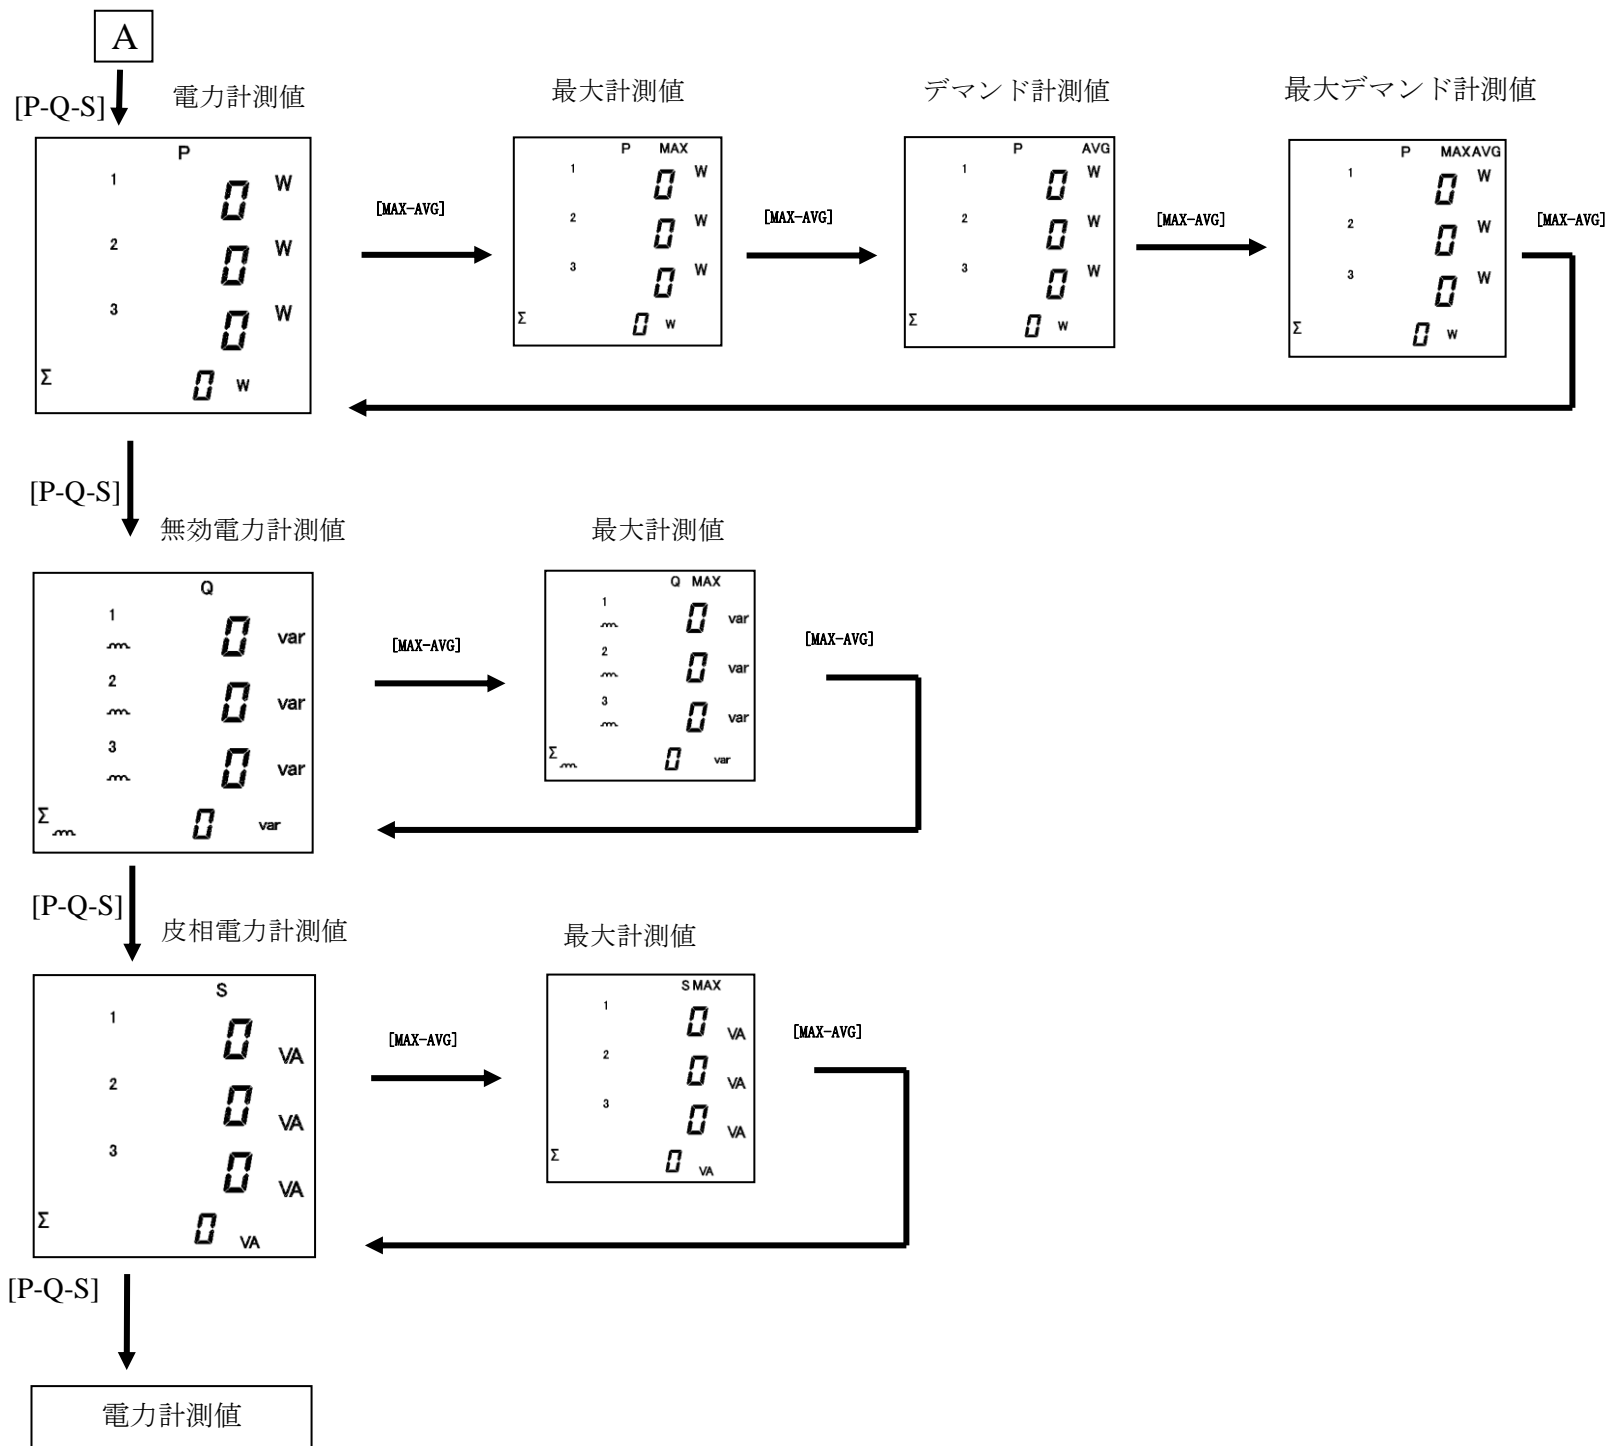 A
[P-Q-S]
電力計測値
最大計測値
デマンド計測値
最大デマンド計測値
P
1 0 W
2 0 W
3 0 W
Σ 0 W
[MAX-AVG]
P MAX
1 0 W
2 0 W
3 0 W
Σ 0 W
[MAX-AVG]
P AVG
1 0 W
2 0 W
3 0 W
Σ 0 W
[MAX-AVG]
P MAX AVG
1 0 W
2 0 W
3 0 W
Σ 0 W
[MAX-AVG]
[P-Q-S]
無効電力計測値
最大計測値
Q
1 0 var
2 0 var
3 0 var
Σ 0 var
[MAX-AVG]
Q MAX
1 0 var
2 0 var
3 0 var
Σ 0 var
[MAX-AVG]
[P-Q-S]
皮相電力計測値
最大計測値
S
1 0 VA
2 0 VA
3 0 VA
Σ 0 VA
[MAX-AVG]
S MAX
1 0 VA
2 0 VA
3 0 VA
Σ 0 VA
[MAX-AVG]
[P-Q-S]
電力計測値